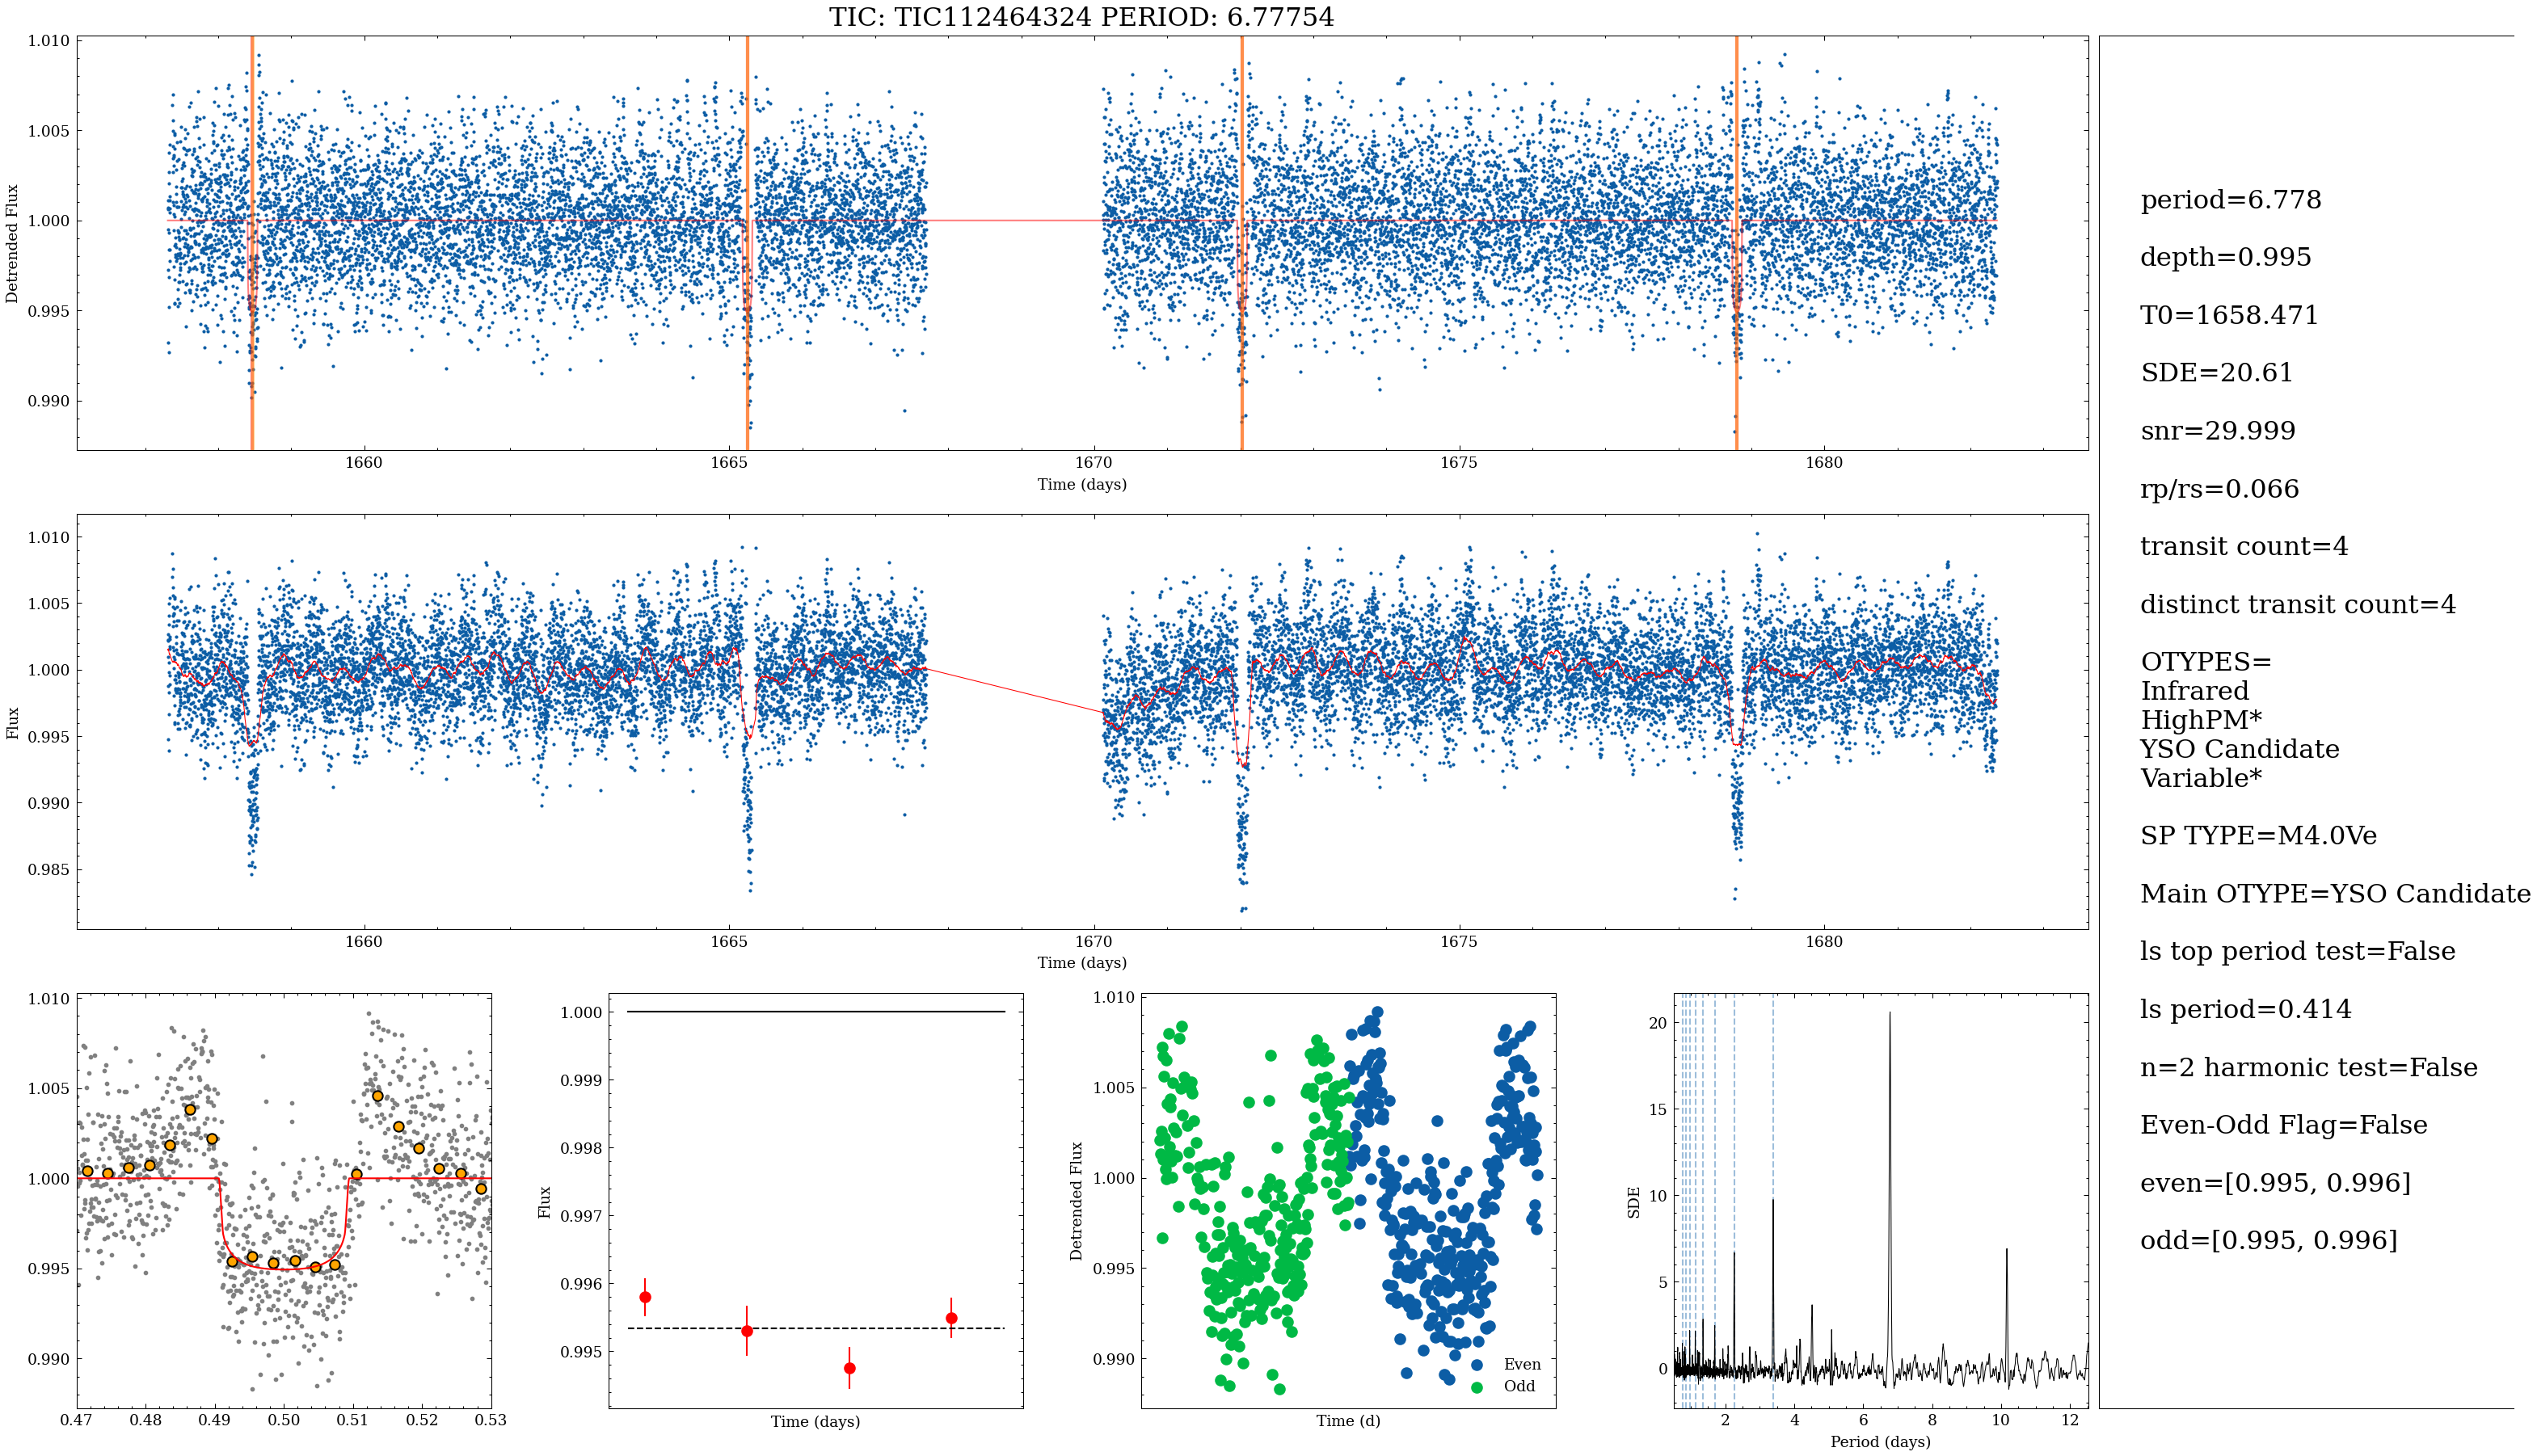 TIC: TIC112464324 PERIOD: 6.77754
1.010
1.005
1.000
0.995
0.990
Detrended Flux
1660
1665
1670
1675
1680
Time (days)
1.010
1.005
1.000
0.995
0.990
0.985
Flux
1660
1665
1670
1675
1680
Time (days)
1.010
1.005
1.000
0.995
0.990
0.47
0.48
0.49
0.50
0.51
0.52
0.53
1.000
0.999
0.998
0.997
0.996
0.995
Flux
Time (days)
1.010
1.005
1.000
0.995
0.990
Detrended Flux
Even
Odd
Time (d)
20
15
10
5
0
SDE
2
4
6
8
10
12
Period (days)
period=6.778
depth=0.995
T0=1658.471
SDE=20.61
snr=29.999
rp/rs=0.066
transit count=4
distinct transit count=4
OTYPES=
Infrared
HighPM*
YSO Candidate
Variable*
SP TYPE=M4.0Ve
Main OTYPE=YSO Candidate
ls top period test=False
ls period=0.414
n=2 harmonic test=False
Even-Odd Flag=False
even=[0.995, 0.996]
odd=[0.995, 0.996]